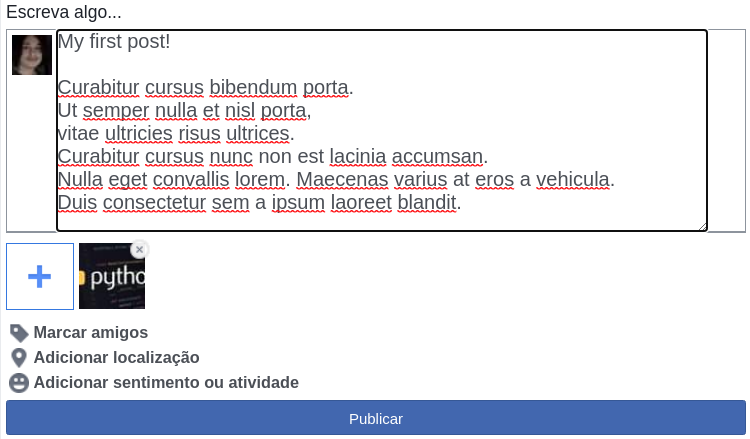 Escreva algo...
My first post!
Curabitur cursus bibendum porta.
Ut semper nulla et nisl porta,
vitae ultricies risus ultrices.
Curabitur cursus nunc non est lacinia accumsan.
Nulla eget convallis lorem. Maecenas varius at eros a vehicula.
Duis consectetur sem a ipsum laoreet blandit.
pytho
Marcar amigos
Adicionar localização
Adicionar sentimento ou atividade
Publicar